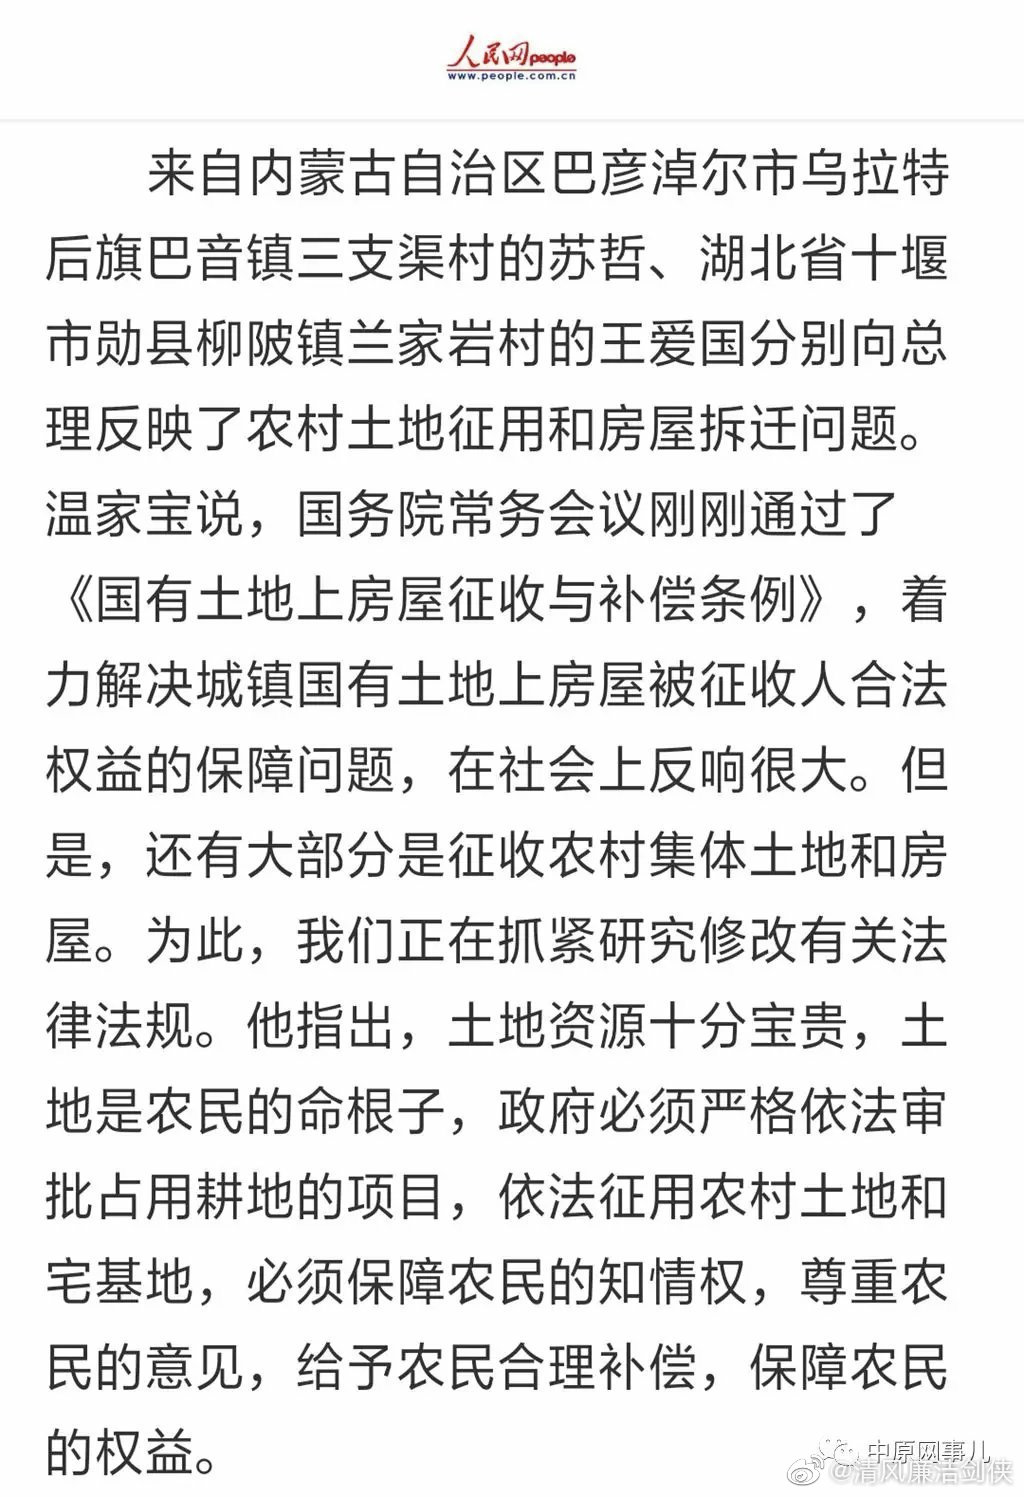 人民网people
www.people.com.cn
来自内蒙古自治区巴彦淖尔市乌拉特
后旗巴音镇三支渠村的苏哲、湖北省十堰
市勋县柳陂镇兰家岩村的王爱国分别向总
理反映了农村土地征用和房屋拆迁问题。
温家宝说，国务院常务会议刚刚通过了
《国有土地上房屋征收与补偿条例》，着
力解决城镇国有土地上房屋被征收人合法
权益的保障问题，在社会上反响很大。但
是，还有大部分是征收农村集体土地和房
屋。为此，我们正在抓紧研究修改有关法
律法规。他指出，土地资源十分宝贵，土
地是农民的命根子，政府必须严格依法审
批占用耕地的项目，依法征用农村土地和
宅基地，必须保障农民的知情权，尊重农
民的意见，给予农民合理补偿，保障农民
的权益。
中原网事儿
@清风廉洁剑侠